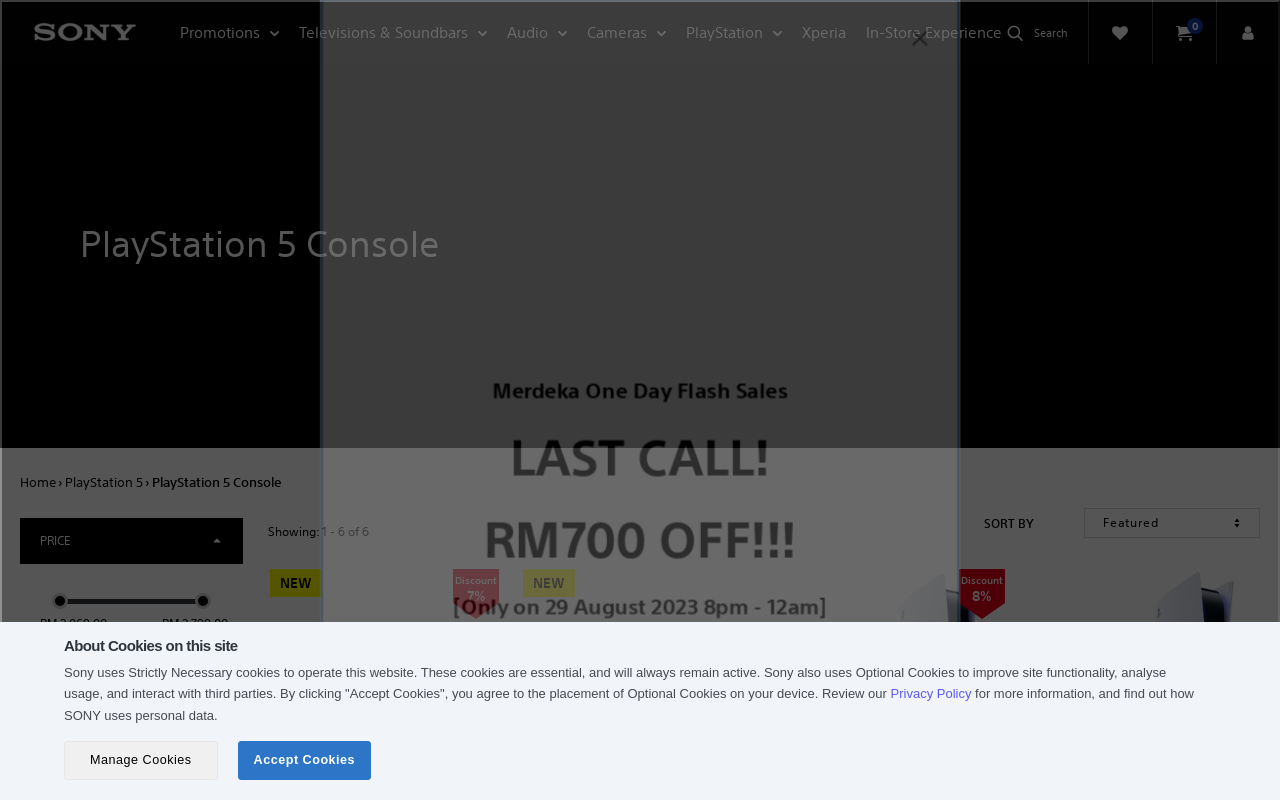 SONY
Promotions
Televisions & Soundbars
Audio
Cameras
PlayStation
Xperia
In-Store Experience
Search
0
PlayStation 5 Console
Merdeka One Day Flash Sales
LAST CALL!
RM700 OFF!!!
[Only on 29 August 2023 8pm - 12am]
Home › PlayStation 5 › PlayStation 5 Console
PRICE
Showing: 1 - 6 of 6
SORT BY
Featured
NEW
Discount
7%
NEW
Discount
8%
About Cookies on this site
Sony uses Strictly Necessary cookies to operate this website. These cookies are essential, and will always remain active. Sony also uses Optional Cookies to improve site functionality, analyse
usage, and interact with third parties. By clicking "Accept Cookies", you agree to the placement of Optional Cookies on your device. Review our Privacy Policy for more information, and find out how
SONY uses personal data.
Manage Cookies
Accept Cookies